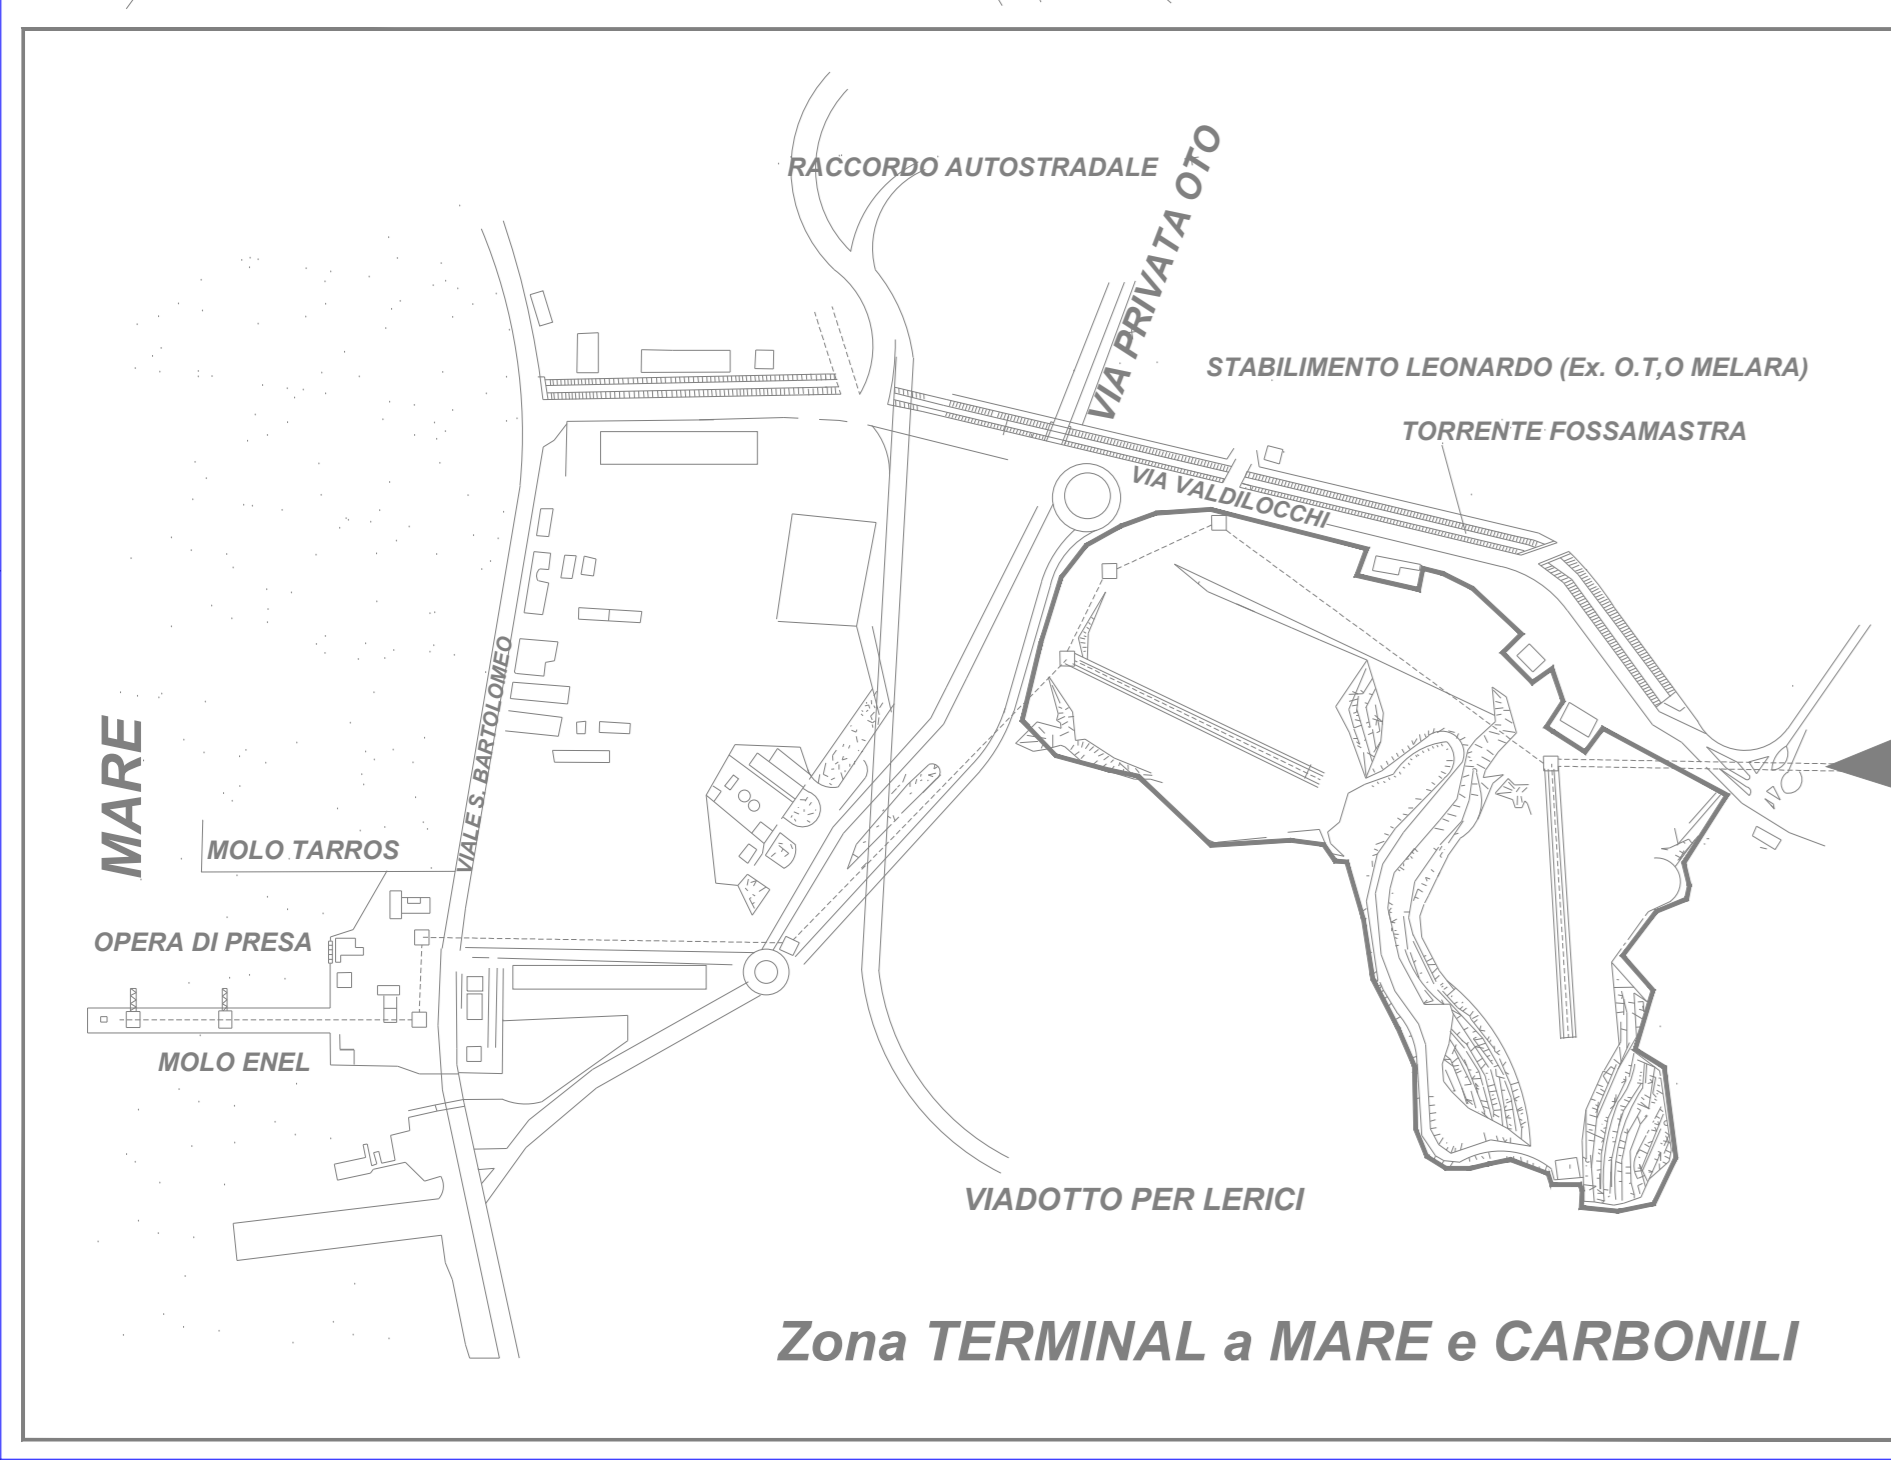 RACCORDO AUTOSTRADALE
VIA PRIVATA OTO
STABILIMENTO LEONARDO (Ex. O.T,O MELARA)
TORRENTE FOSSAMASTRA
VIA VALDILOCCHI
VIALE S. BARTOLOMEO
MARE
MOLO TARROS
OPERA DI PRESA
MOLO ENEL
VIADOTTO PER LERICI
Zona TERMINAL a MARE e CARBONILI